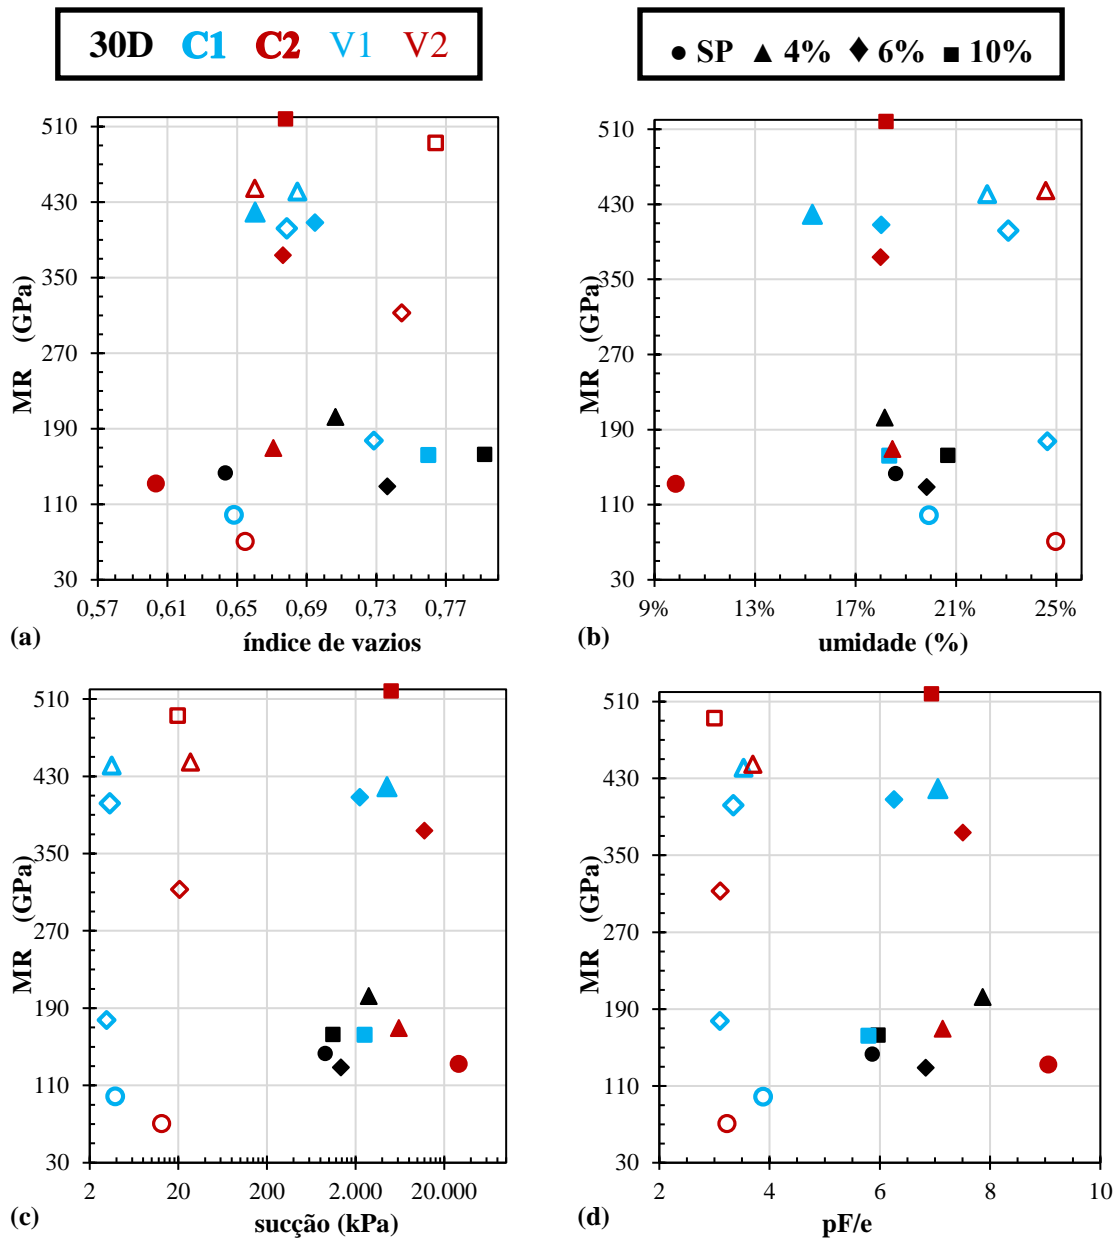 30D C1 C2 V1 V2
● SP ▲ 4% ◆ 6% ■ 10%
510
430
350
270
190
110
30
MR (GPa)
0,57 0,61 0,65 0,69 0,73 0,77
(a) índice de vazios
510
430
350
270
190
110
30
MR (GPa)
9% 13% 17% 21% 25%
(b) umidade (%)
510
430
350
270
190
110
30
MR (GPa)
2 20 200 2.000 20.000
(c) sucção (kPa)
510
430
350
270
190
110
30
MR (GPa)
2 4 6 8 10
(d) pF/e